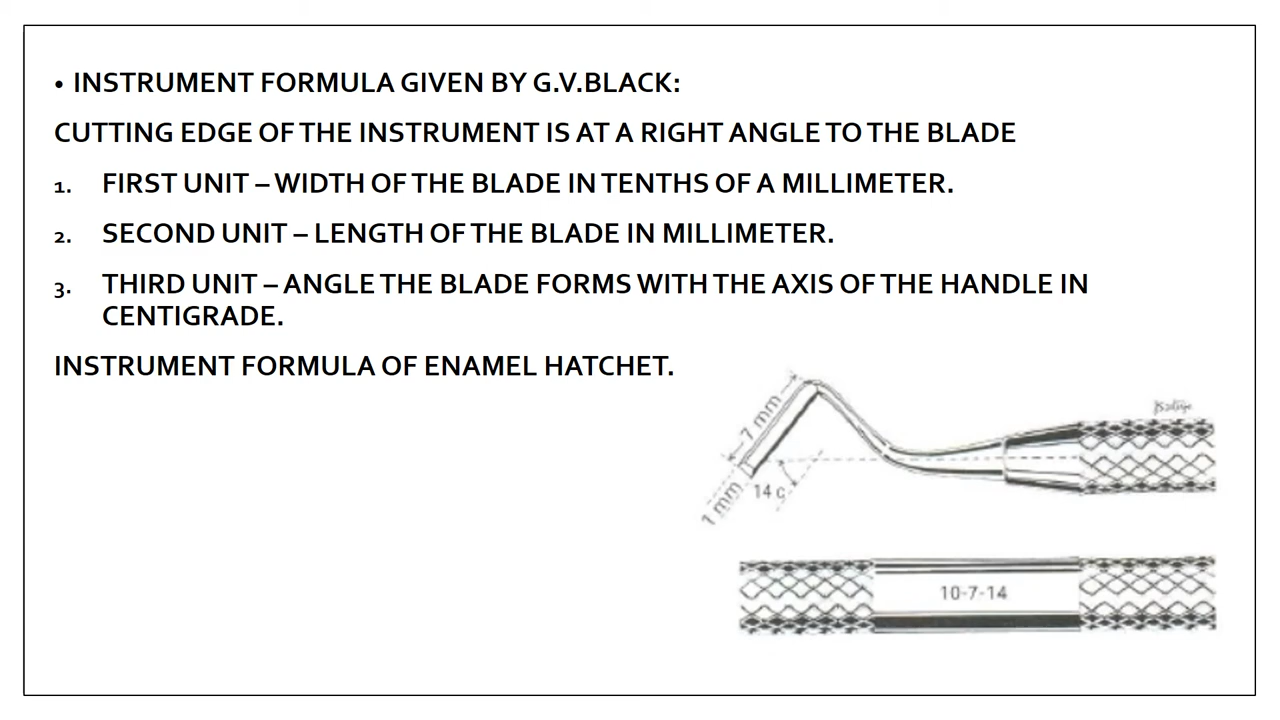 • INSTRUMENT FORMULA GIVEN BY G.V.BLACK:
CUTTING EDGE OF THE INSTRUMENT IS AT A RIGHT ANGLE TO THE BLADE
1. FIRST UNIT – WIDTH OF THE BLADE IN TENTHS OF A MILLIMETER.
2. SECOND UNIT – LENGTH OF THE BLADE IN MILLIMETER.
3. THIRD UNIT – ANGLE THE BLADE FORMS WITH THE AXIS OF THE HANDLE IN
CENTIGRADE.
INSTRUMENT FORMULA OF ENAMEL HATCHET.
7 mm
14 c
1 mm
10-7-14